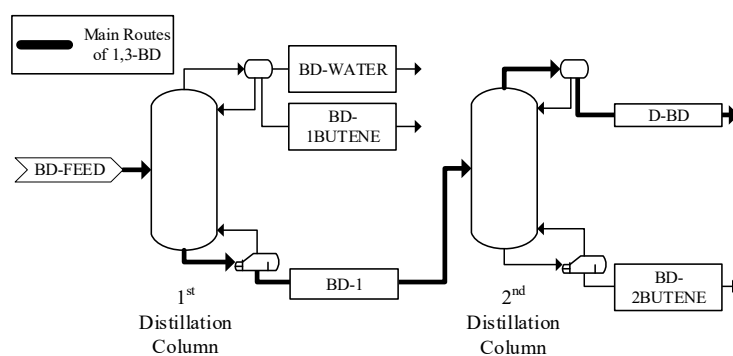 Main Routes
of 1,3-BD
BD-WATER
BD-
1BUTENE
D-BD
BD-FEED
BD-1
BD-
2BUTENE
1st
Distillation
Column
2nd
Distillation
Column